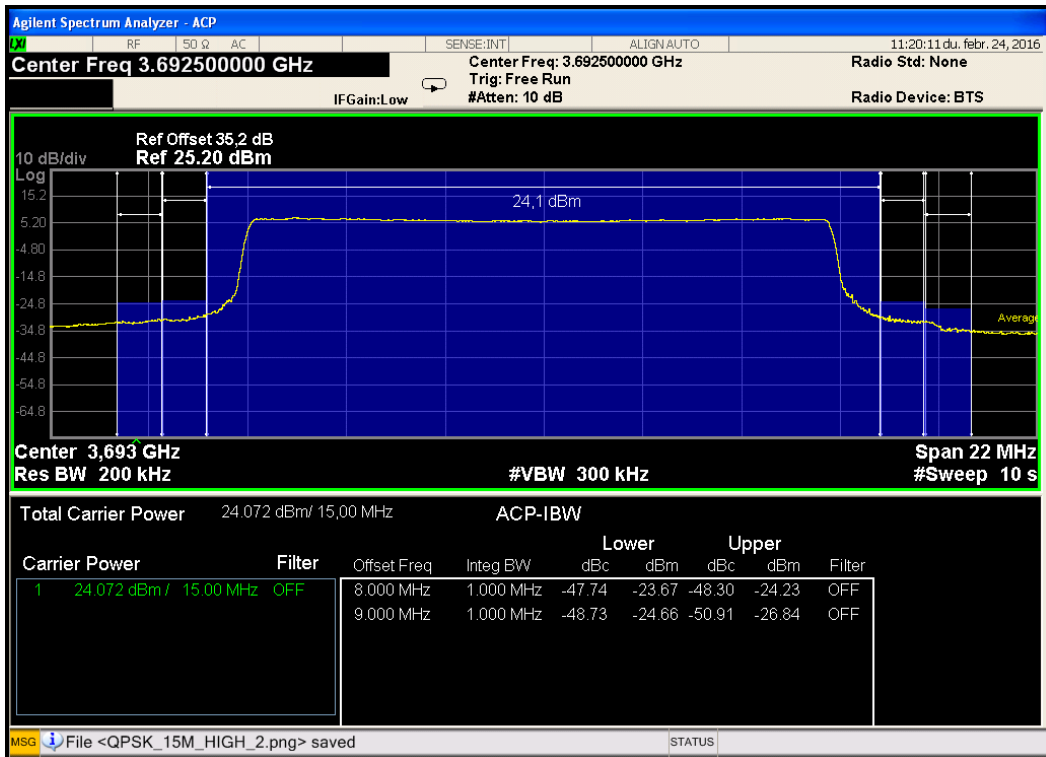 Agilent Spectrum Analyzer - ACP
LXI RF 50 Ω AC SENSE:INT ALIGN AUTO 11:20:11 du. febr. 24, 2016
Center Freq 3.692500000 GHz Center Freq: 3.692500000 GHz Radio Std: None
Trig: Free Run
IFGain:Low #Atten: 10 dB Radio Device: BTS
Ref Offset 35,2 dB
10 dB/div Ref 25.20 dBm
Log
15.2
24,1 dBm
5.20
-4.80
-14.8
-24.8
Average
-34.8
-44.8
-54.8
-64.8
Center 3,693 GHz Span 22 MHz
Res BW 200 kHz #VBW 300 kHz #Sweep 10 s
Total Carrier Power 24.072 dBm/ 15,00 MHz ACP-IBW
Lower Upper
Carrier Power Filter Offset Freq Integ BW dBc dBm dBc dBm Filter
1 24.072 dBm / 15.00 MHz OFF 8.000 MHz 1.000 MHz -47.74 -23.67 -48.30 -24.23 OFF
9.000 MHz 1.000 MHz -48.73 -24.66 -50.91 -26.84 OFF
MSG File <QPSK_15M_HIGH_2.png> saved STATUS